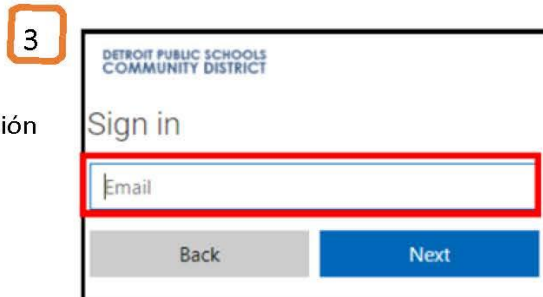 3
DETROIT PUBLIC SCHOOLS
COMMUNITY DISTRICT
ión
Sign in
Email
Back Next